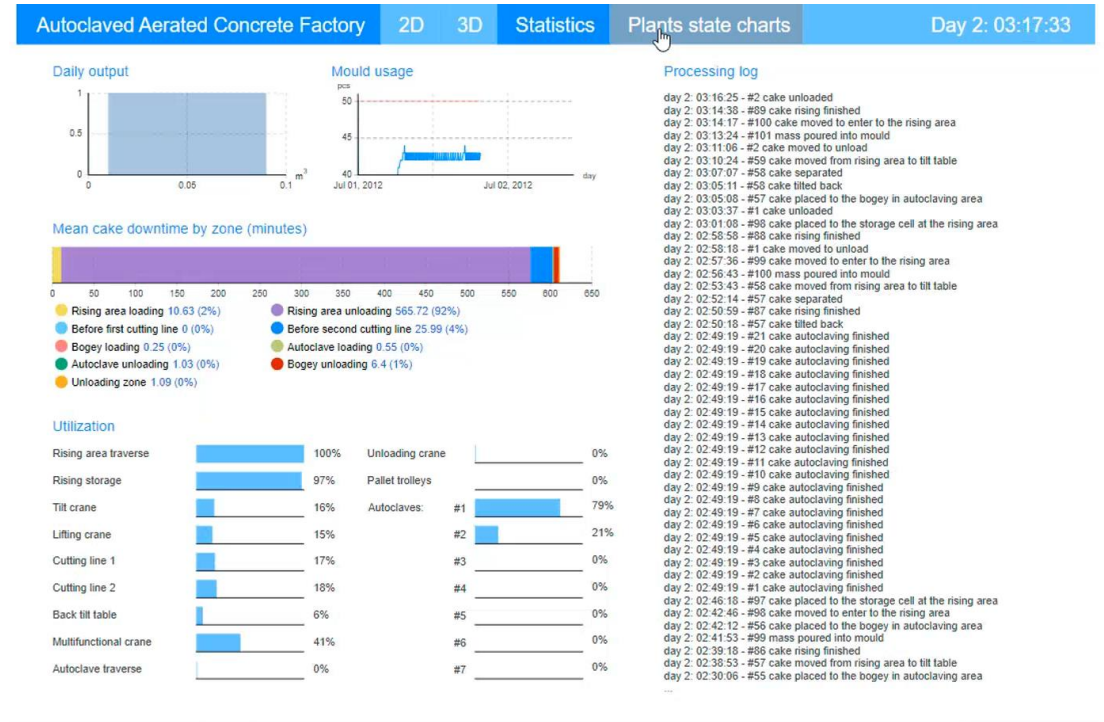 Autoclaved Aerated Concrete Factory 2D 3D Statistics Plants state charts Day 2: 03:17:33
Daily output
1
0.5
0
0 0.05 0.1 m³
Mould usage
pcs
50
45
40
Jul 01, 2012 Jul 02, 2012 day
Mean cake downtime by zone (minutes)
0 50 100 150 200 250 300 350 400 450 500 550 600 650
Rising area loading 10.63 (2%) Rising area unloading 565.72 (92%)
Before first cutting line 0 (0%) Before second cutting line 25.99 (4%)
Bogey loading 0.25 (0%) Autoclave loading 0.55 (0%)
Autoclave unloading 1.03 (0%) Bogey unloading 6.4 (1%)
Unloading zone 1.09 (0%)
Utilization
Rising area traverse 100% Unloading crane 0%
Rising storage 97% Pallet trolleys 0%
Tilt crane 16% Autoclaves: #1 79%
Lifting crane 15% #2 21%
Cutting line 1 17% #3 0%
Cutting line 2 18% #4 0%
Back tilt table 6% #5 0%
Multifunctional crane 41% #6 0%
Autoclave traverse 0% #7 0%
Processing log
day 2: 03:16:25 - #2 cake unloaded
day 2: 03:14:38 - #89 cake rising finished
day 2: 03:14:17 - #100 cake moved to enter to the rising area
day 2: 03:13:24 - #101 mass poured into mould
day 2: 03:11:06 - #2 cake moved to unload
day 2: 03:10:24 - #59 cake moved from rising area to tilt table
day 2: 03:07:07 - #58 cake separated
day 2: 03:05:11 - #58 cake tilted back
day 2: 03:05:08 - #57 cake placed to the bogey in autoclaving area
day 2: 03:03:37 - #1 cake unloaded
day 2: 03:01:08 - #98 cake placed to the storage cell at the rising area
day 2: 02:58:58 - #88 cake rising finished
day 2: 02:58:18 - #1 cake moved to unload
day 2: 02:57:36 - #99 cake moved to enter to the rising area
day 2: 02:56:43 - #100 mass poured into mould
day 2: 02:53:43 - #58 cake moved from rising area to tilt table
day 2: 02:52:14 - #57 cake separated
day 2: 02:50:59 - #87 cake rising finished
day 2: 02:50:18 - #57 cake tilted back
day 2: 02:49:19 - #21 cake autoclaving finished
day 2: 02:49:19 - #20 cake autoclaving finished
day 2: 02:49:19 - #19 cake autoclaving finished
day 2: 02:49:19 - #18 cake autoclaving finished
day 2: 02:49:19 - #17 cake autoclaving finished
day 2: 02:49:19 - #16 cake autoclaving finished
day 2: 02:49:19 - #15 cake autoclaving finished
day 2: 02:49:19 - #14 cake autoclaving finished
day 2: 02:49:19 - #13 cake autoclaving finished
day 2: 02:49:19 - #12 cake autoclaving finished
day 2: 02:49:19 - #11 cake autoclaving finished
day 2: 02:49:19 - #10 cake autoclaving finished
day 2: 02:49:19 - #9 cake autoclaving finished
day 2: 02:49:19 - #8 cake autoclaving finished
day 2: 02:49:19 - #7 cake autoclaving finished
day 2: 02:49:19 - #6 cake autoclaving finished
day 2: 02:49:19 - #5 cake autoclaving finished
day 2: 02:49:19 - #4 cake autoclaving finished
day 2: 02:49:19 - #3 cake autoclaving finished
day 2: 02:49:19 - #2 cake autoclaving finished
day 2: 02:49:19 - #1 cake autoclaving finished
day 2: 02:46:18 - #97 cake placed to the storage cell at the rising area
day 2: 02:42:46 - #98 cake moved to enter to the rising area
day 2: 02:42:12 - #56 cake placed to the bogey in autoclaving area
day 2: 02:41:53 - #99 mass poured into mould
day 2: 02:39:18 - #86 cake rising finished
day 2: 02:38:53 - #57 cake moved from rising area to tilt table
day 2: 02:30:06 - #55 cake placed to the bogey in autoclaving area
...